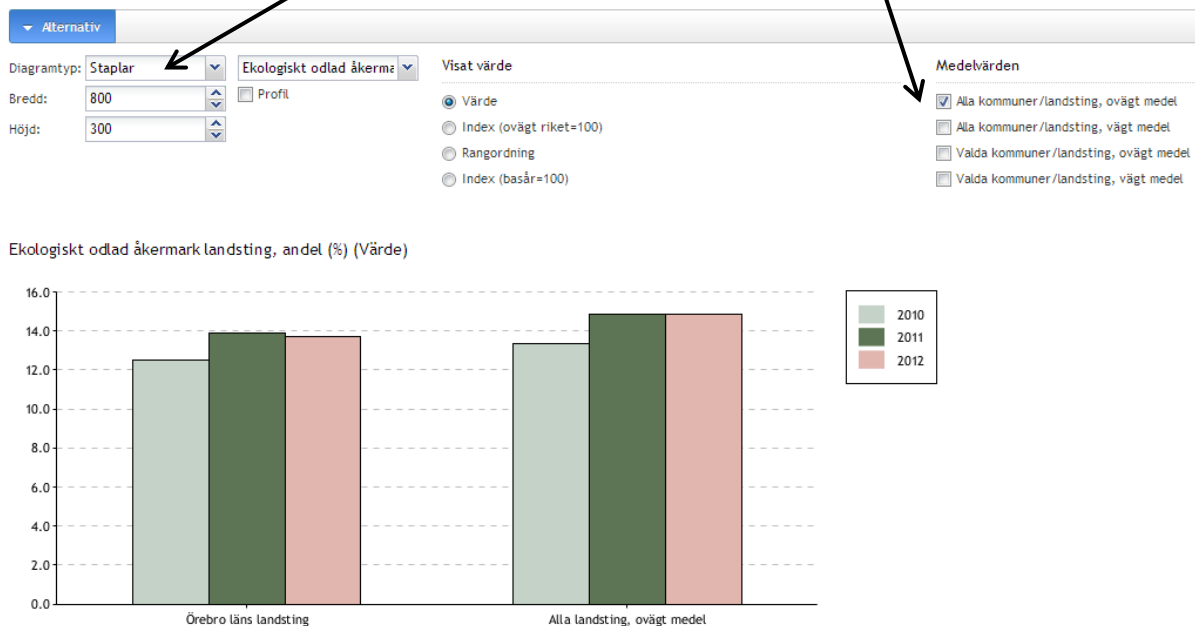 Alternativ
Diagramtyp: Staplar Ekologiskt odlad åkerma
Bredd: 800 Profil
Höjd: 300
Visat värde
Värde
Index (ovägt riket=100)
Rangordning
Index (basår=100)
Medelvärden
Alla kommuner/landsting, ovägt medel
Alla kommuner/landsting, vägt medel
Valda kommuner/landsting, ovägt medel
Valda kommuner/landsting, vägt medel
Ekologiskt odlad åkermark landsting, andel (%) (Värde)
16.0
14.0
12.0
10.0
8.0
6.0
4.0
2.0
0.0
Örebro läns landsting Alla landsting, ovägt medel
2010
2011
2012